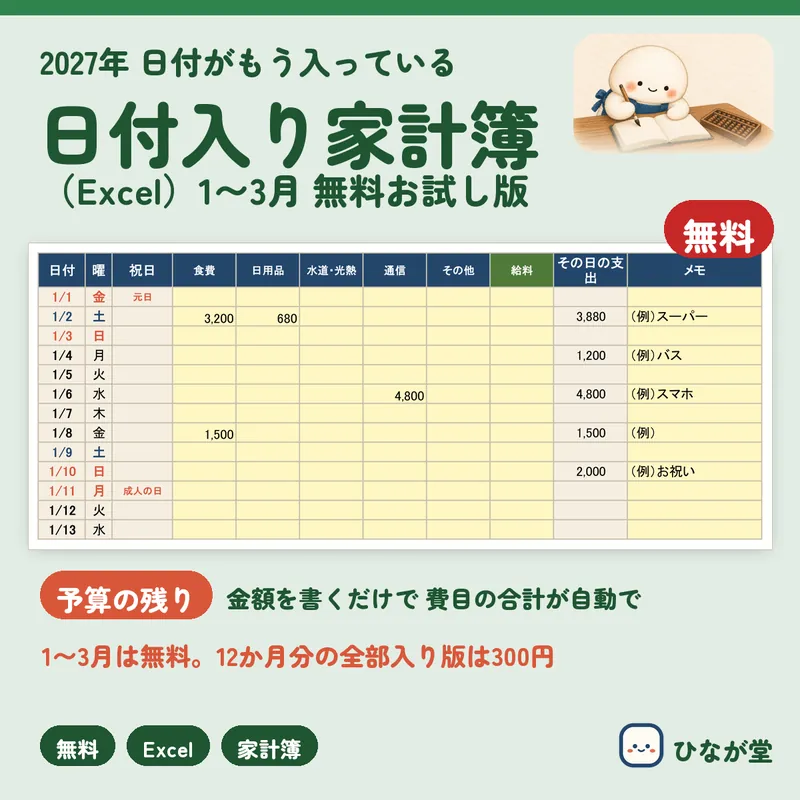 2027年 日付がもう入っている
日付入り家計簿
（Excel）1〜3月 無料お試し版
無料
日付 曜 祝日 食費 日用品 水道・光熱 通信 その他 給料 その日の支出 メモ
1/1 金 元日
1/2 土 3,200 680 3,880 (例)スーパー
1/3 日
1/4 月 1,200 (例)バス
1/5 火
1/6 水 4,800 4,800 (例)スマホ
1/7 木
1/8 金 1,500 1,500 (例)
1/9 土
1/10 日 2,000 (例)お祝い
1/11 月 成人の日
1/12 火
1/13 水
予算の残り 金額を書くだけで 費目の合計が自動で
1〜3月は無料。12か月分の全部入り版は300円
無料 Excel 家計簿
ひなが堂